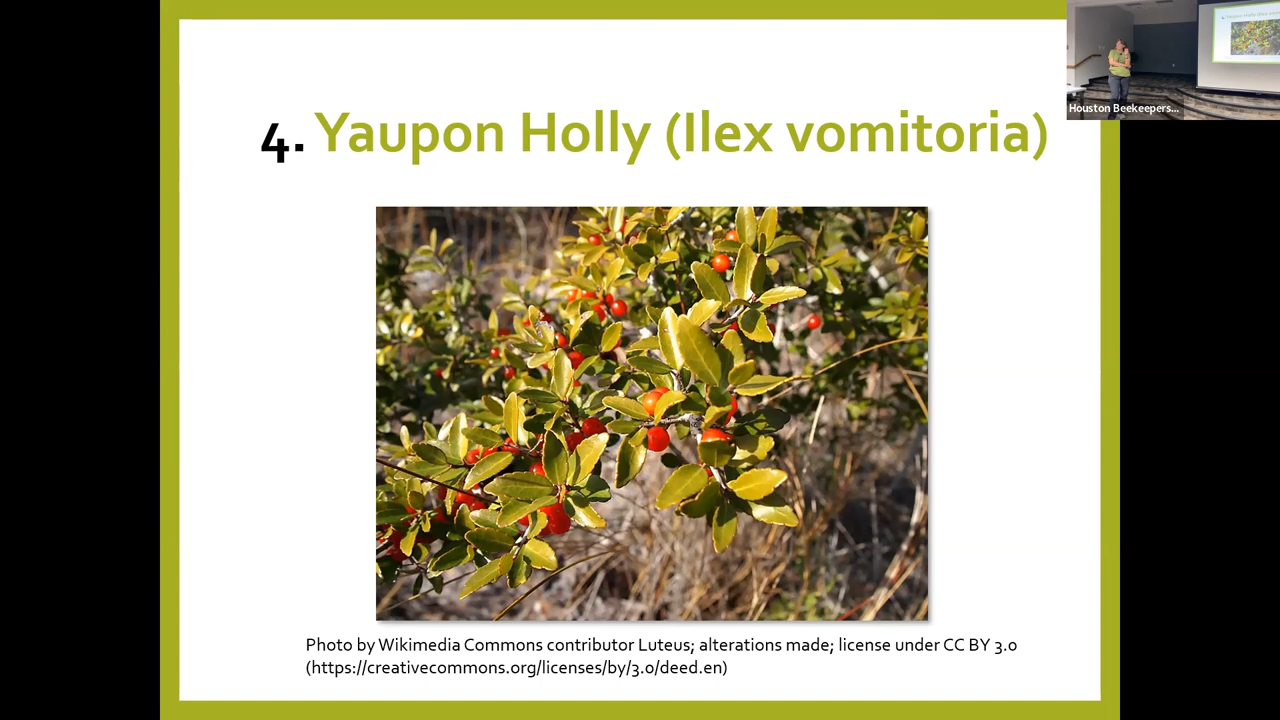 4. Yaupon Holly (Ilex vomitoria)
Photo by Wikimedia Commons contributor Luteus; alterations made; license under CC BY 3.0
(https://creativecommons.org/licenses/by/3.0/deed.en)
Houston Beekeepers...